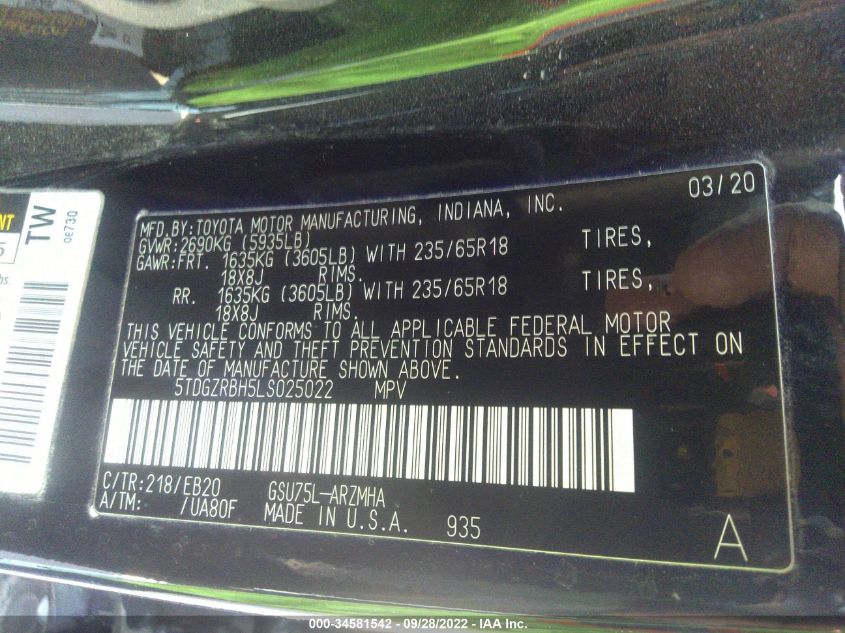 03/20
MFD.BY:TOYOTA MOTOR MANUFACTURING, INDIANA, INC.
GVWR:2690KG (5935LB)
GAWR:FRT. 1635KG (3605LB) WITH 235/65R18 TIRES,
18X8J RIMS.
RR. 1635KG (3605LB) WITH 235/65R18 TIRES,
18X8J RIMS.
THIS VEHICLE CONFORMS TO ALL APPLICABLE FEDERAL MOTOR
VEHICLE SAFETY AND THEFT PREVENTION STANDARDS IN EFFECT ON
THE DATE OF MANUFACTURE SHOWN ABOVE.
5TDGZRBH5LS025022 MPV
C/TR:218/EB20 GSU75L-ARZMHA
A/TM: /UA80F MADE IN U.S.A. 935
A
TW
0E730
000-34581542 - 09/28/2022 - IAA Inc.